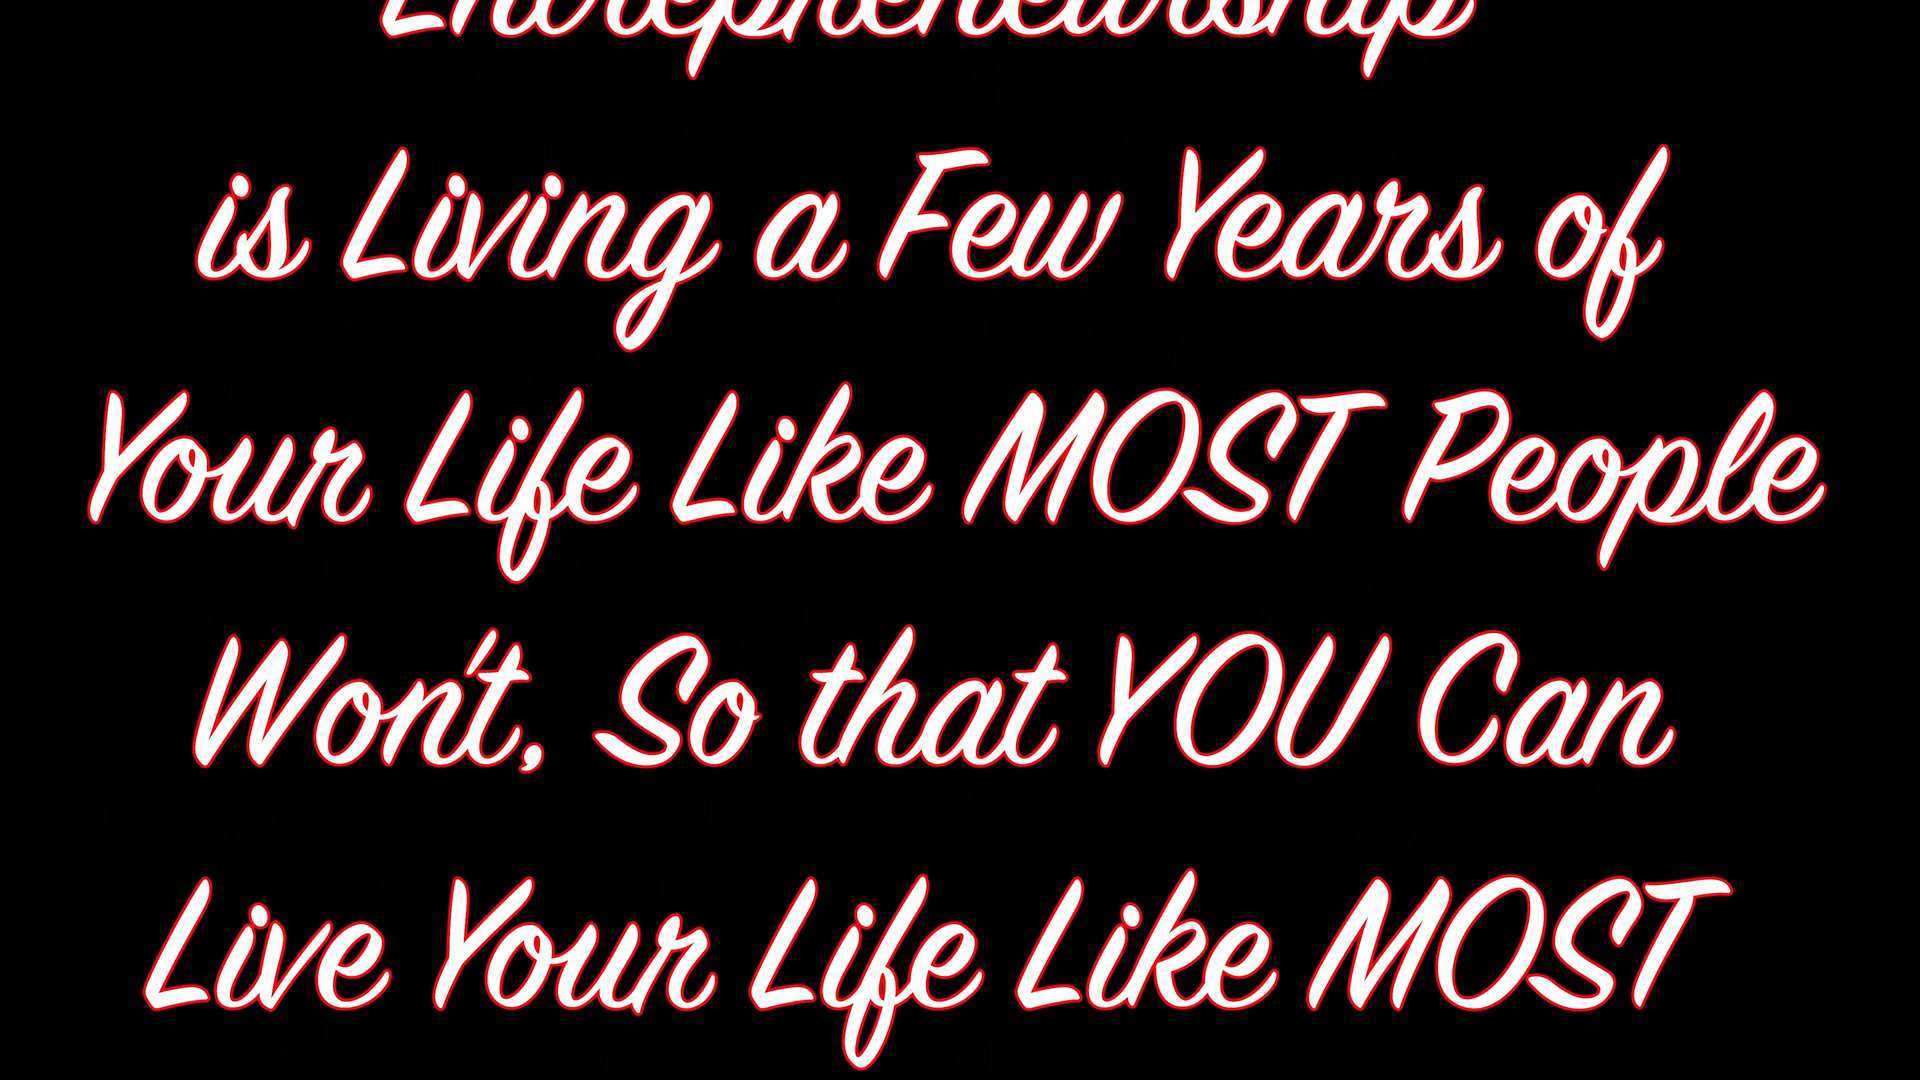 Entrepreneurship
is Living a Few Years of
Your Life Like MOST People
Won't, So that YOU Can
Live Your Life Like MOST